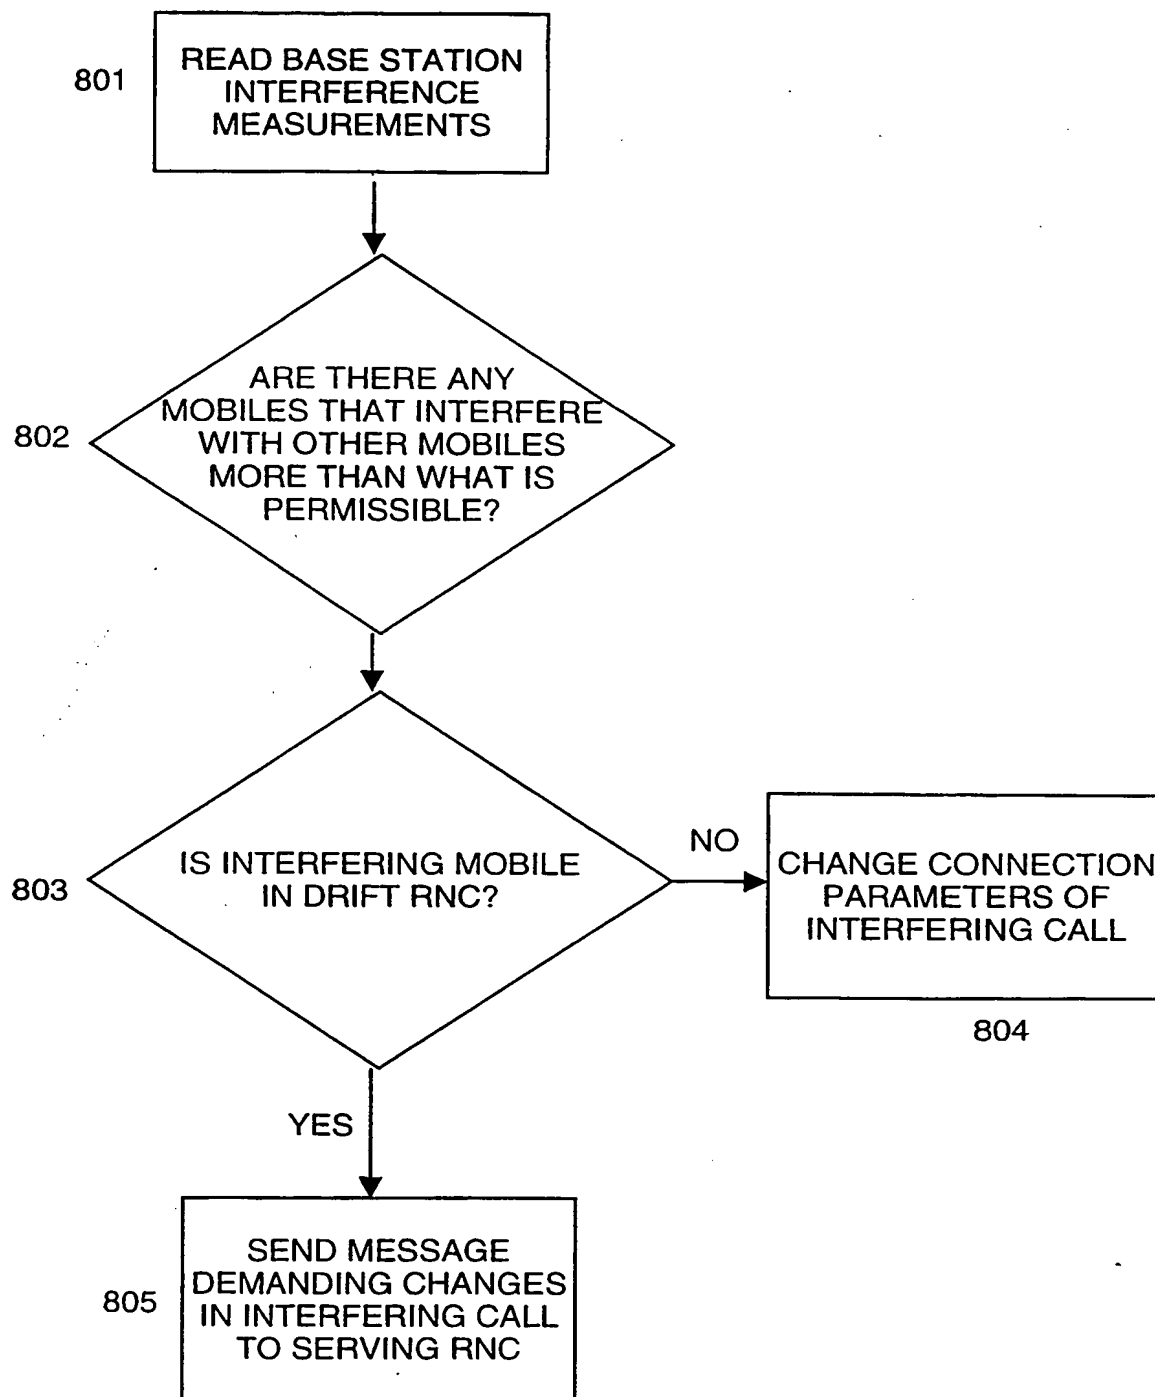 801
READ BASE STATION
INTERFERENCE
MEASUREMENTS
802
ARE THERE ANY
MOBILES THAT INTERFERE
WITH OTHER MOBILES
MORE THAN WHAT IS
PERMISSIBLE?
803
IS INTERFERING MOBILE
IN DRIFT RNC?
NO
CHANGE CONNECTION
PARAMETERS OF
INTERFERING CALL
804
YES
805
SEND MESSAGE
DEMANDING CHANGES
IN INTERFERING CALL
TO SERVING RNC